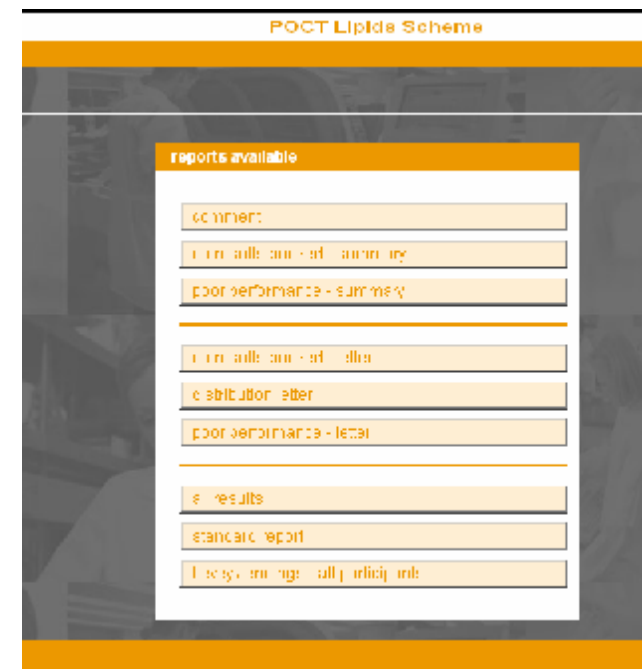 POCT Lipids Scheme
reports available
comment
summary
poor performance - summary
letter
distribution letter
poor performance - letter
all results
standard report
all participants